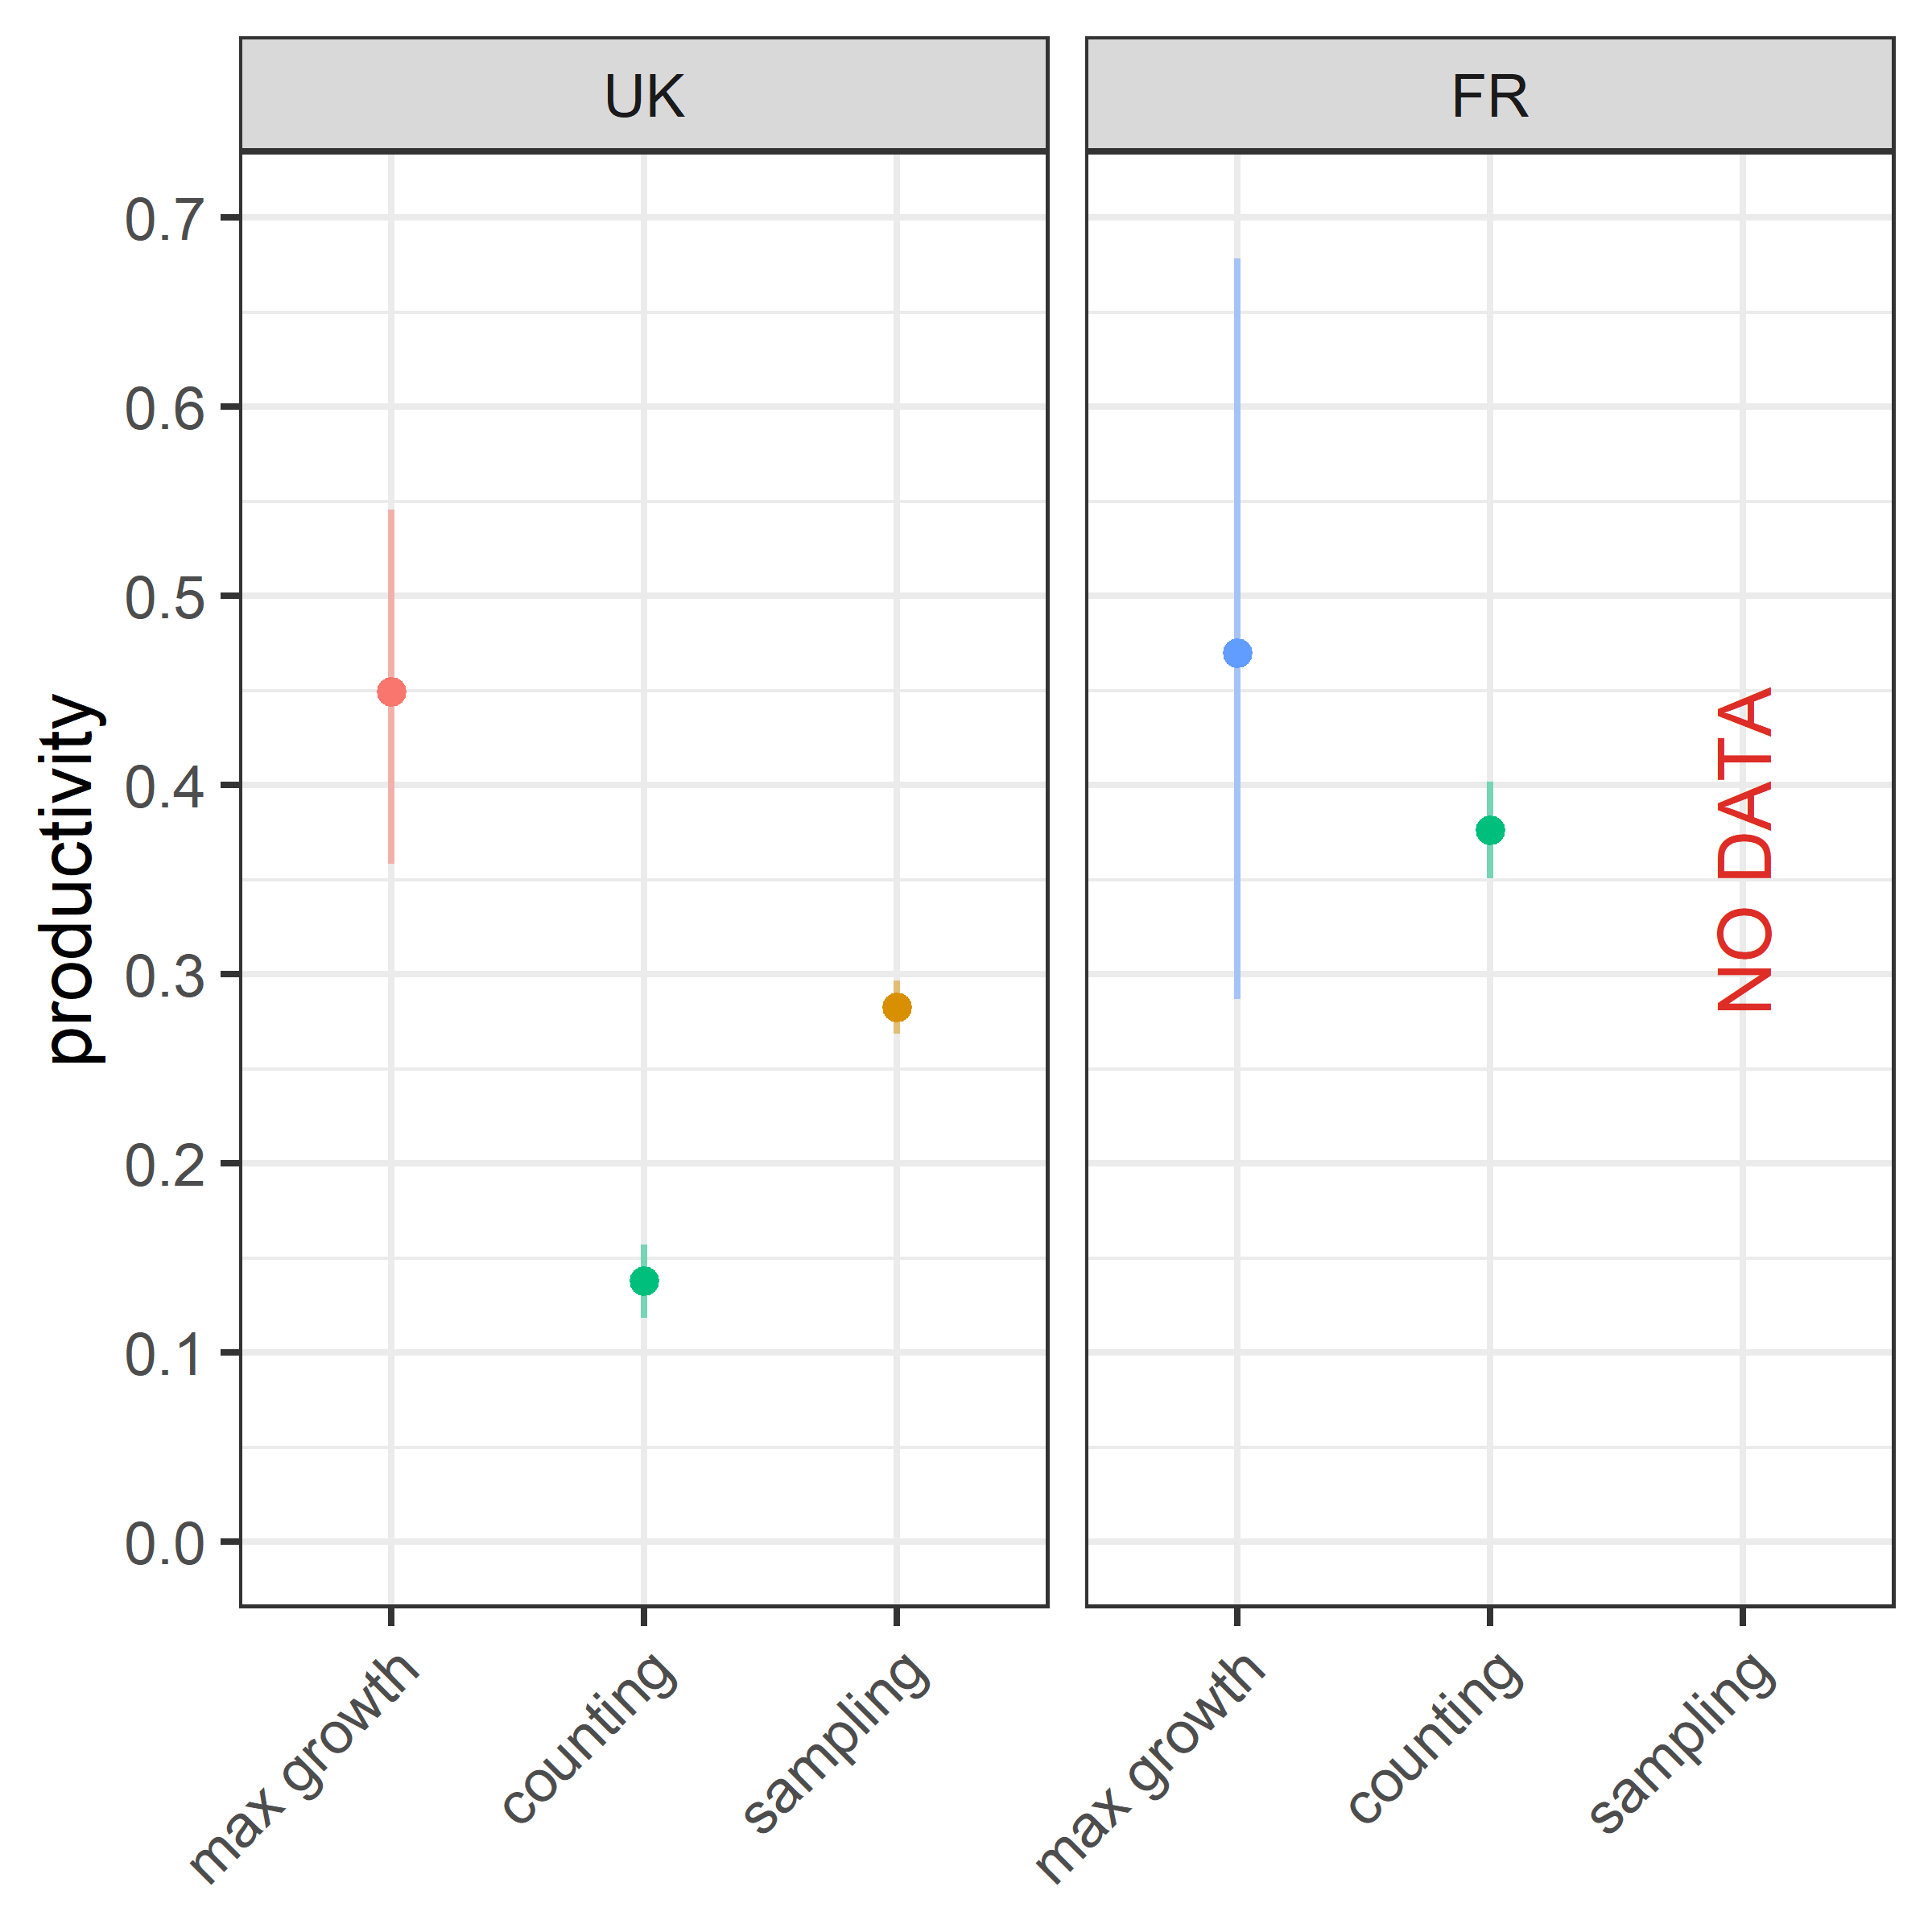 UK
FR
productivity
0.7
0.6
0.5
0.4
0.3
0.2
0.1
0.0
NO DATA
max growth
counting
sampling
max growth
counting
sampling